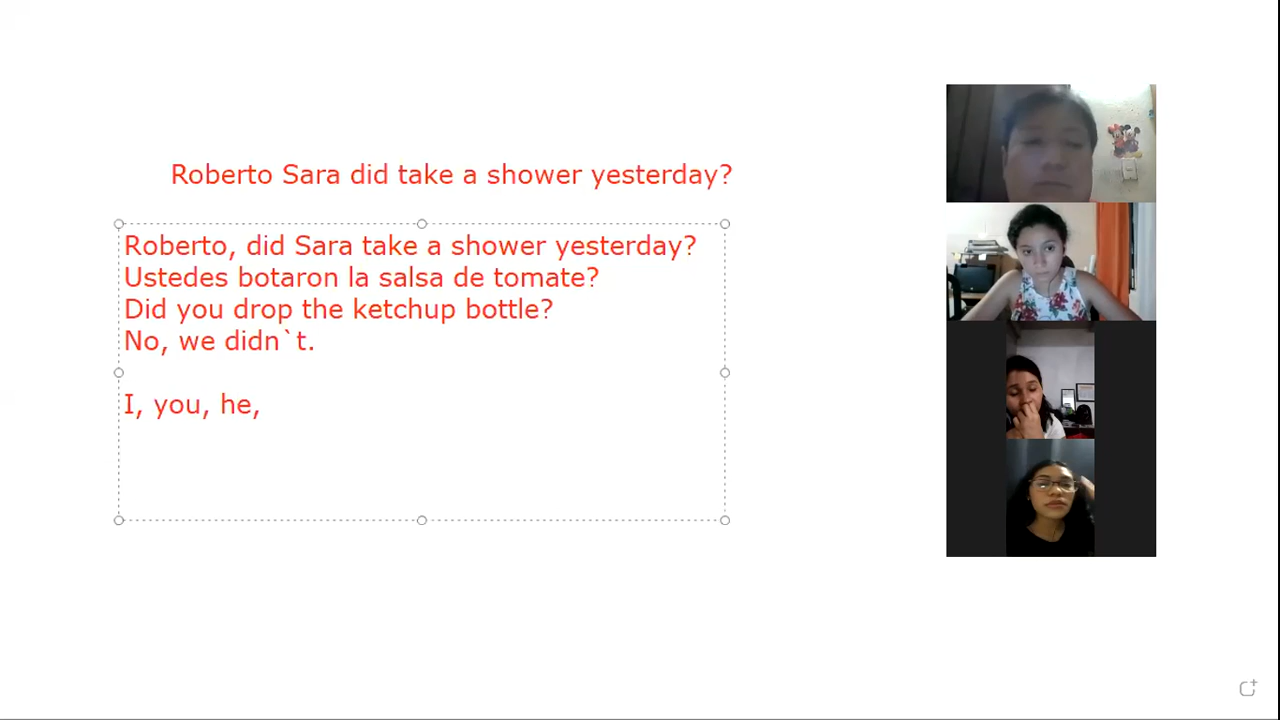 Roberto Sara did take a shower yesterday?
Roberto, did Sara take a shower yesterday?
Ustedes botaron la salsa de tomate?
Did you drop the ketchup bottle?
No, we didn`t.
I, you, he,